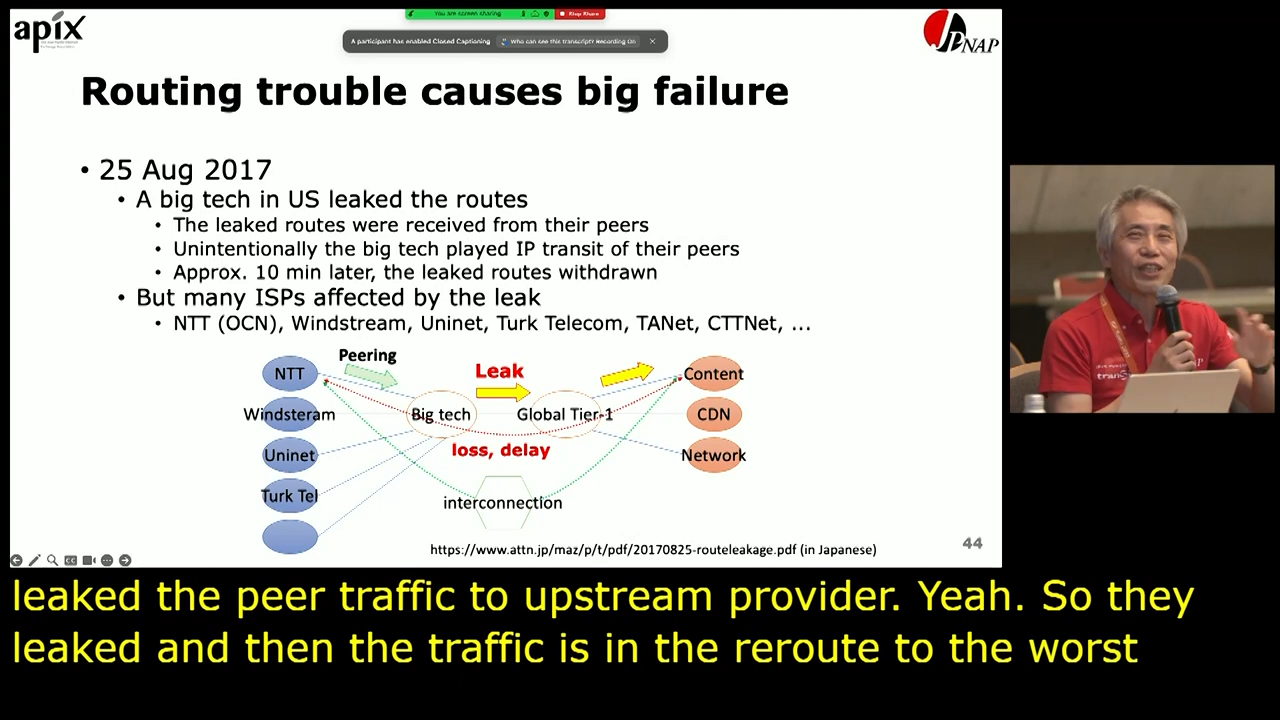 You are screen sharing
Stop Share
apix
A participant has enabled Closed Captioning
Who can see this transcript? Recording On
JPNAP
Routing trouble causes big failure
• 25 Aug 2017
• A big tech in US leaked the routes
• The leaked routes were received from their peers
• Unintentionally the big tech played IP transit of their peers
• Approx. 10 min later, the leaked routes withdrawn
• But many ISPs affected by the leak
• NTT (OCN), Windstream, Uninet, Turk Telecom, TANet, CTTNet, ...
Peering
Leak
NTT
Content
Windsteram
Big tech
Global Tier-1
CDN
loss, delay
Uninet
Network
Turk Tel
interconnection
https://www.attn.jp/maz/p/t/pdf/20170825-routeleakage.pdf (in Japanese)
44
leaked the peer traffic to upstream provider. Yeah. So they
leaked and then the traffic is in the reroute to the worst